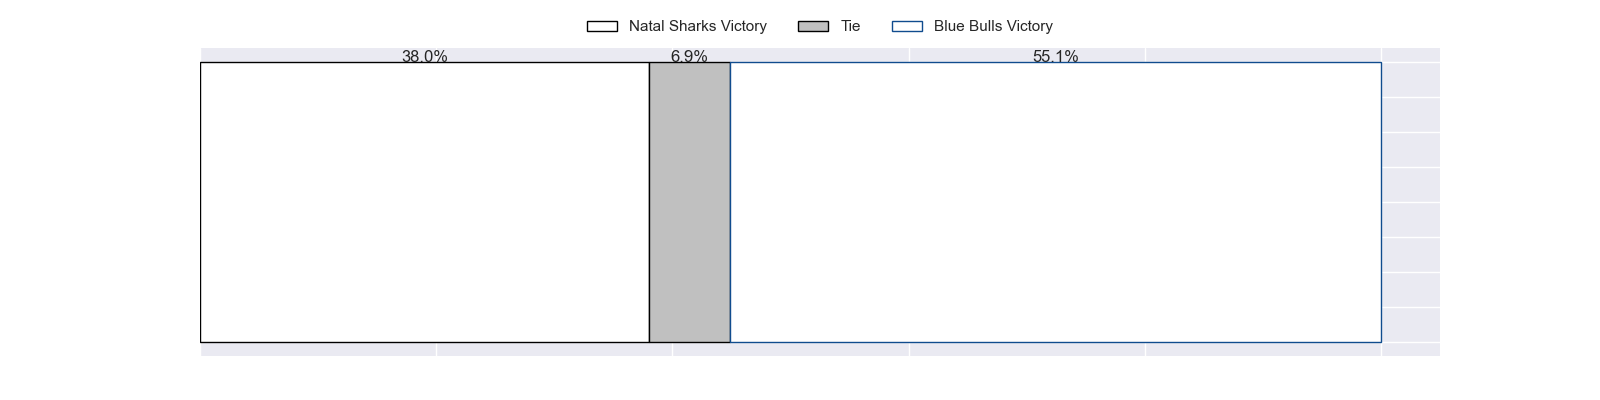 Natal Sharks Victory Tie Blue Bulls Victory
38.0% 6.9% 55.1%